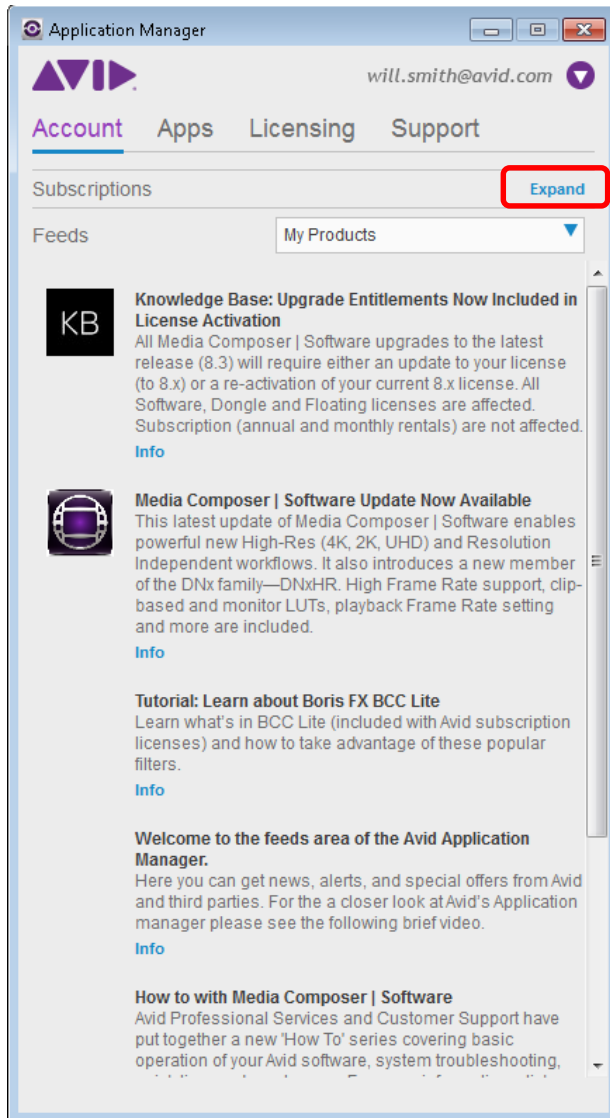 Application Manager
AVID
will.smith@avid.com
Account Apps Licensing Support
Subscriptions Expand
Feeds My Products
KB
Knowledge Base: Upgrade Entitlements Now Included in
License Activation
All Media Composer | Software upgrades to the latest
release (8.3) will require either an update to your license
(to 8.x) or a re-activation of your current 8.x license. All
Software, Dongle and Floating licenses are affected.
Subscription (annual and monthly rentals) are not affected.
Info
Media Composer | Software Update Now Available
This latest update of Media Composer | Software enables
powerful new High-Res (4K, 2K, UHD) and Resolution
Independent workflows. It also introduces a new member
of the DNx family—DNxHR. High Frame Rate support, clip-
based and monitor LUTs, playback Frame Rate setting
and more are included.
Info
Tutorial: Learn about Boris FX BCC Lite
Learn what's in BCC Lite (included with Avid subscription
licenses) and how to take advantage of these popular
filters.
Info
Welcome to the feeds area of the Avid Application
Manager.
Here you can get news, alerts, and special offers from Avid
and third parties. For the a closer look at Avid's Application
manager please see the following brief video.
Info
How to with Media Composer | Software
Avid Professional Services and Customer Support have
put together a new 'How To' series covering basic
operation of your Avid software, system troubleshooting,